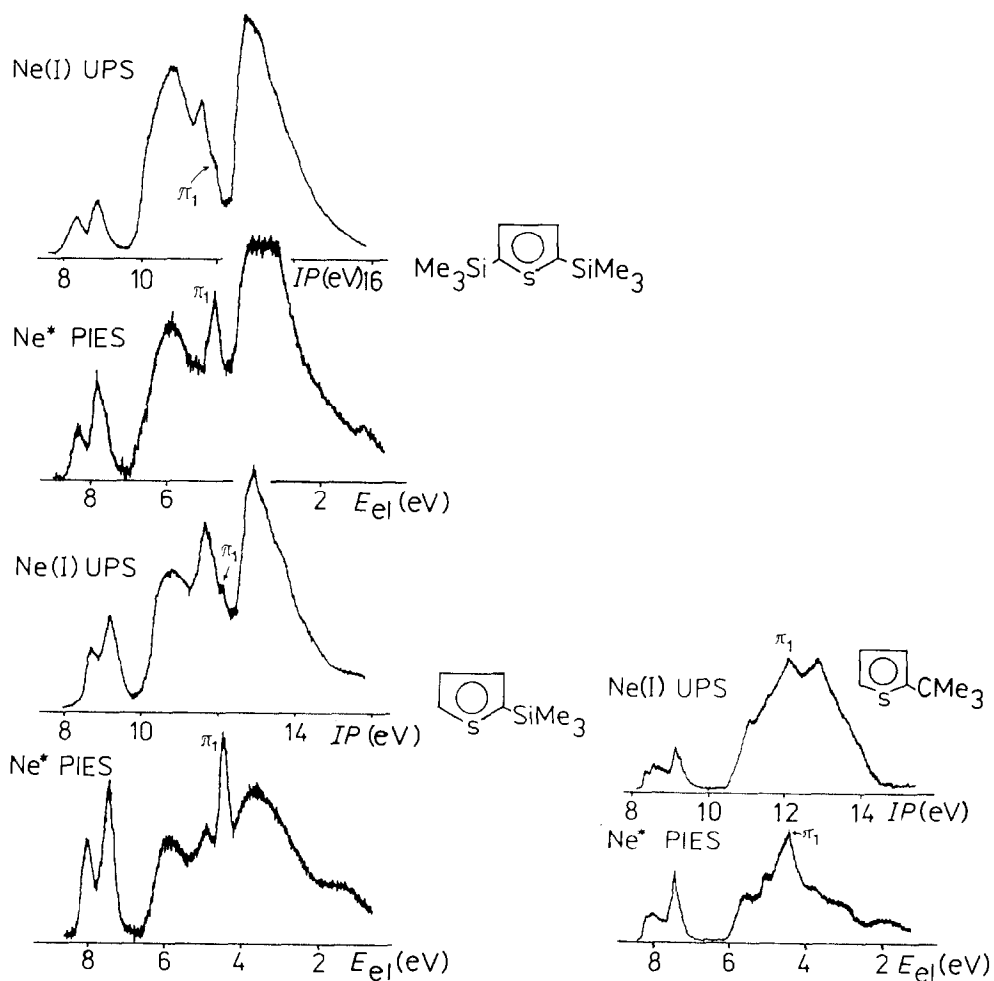 Ne(I) UPS
π₁
8 10 12 IP(eV) 16
Me₃Si S SiMe₃
π₁
Ne* PIES
8 6 2 Eel(eV)
π₁
Ne(I) UPS
8 10 14 IP(eV)
S SiMe₃
π₁
Ne* PIES
8 6 4 2 Eel(eV)
π₁
Ne(I) UPS
S CMe₃
8 10 12 14 IP(eV)
Ne* PIES
π₁
8 6 4 2 Eel(eV)